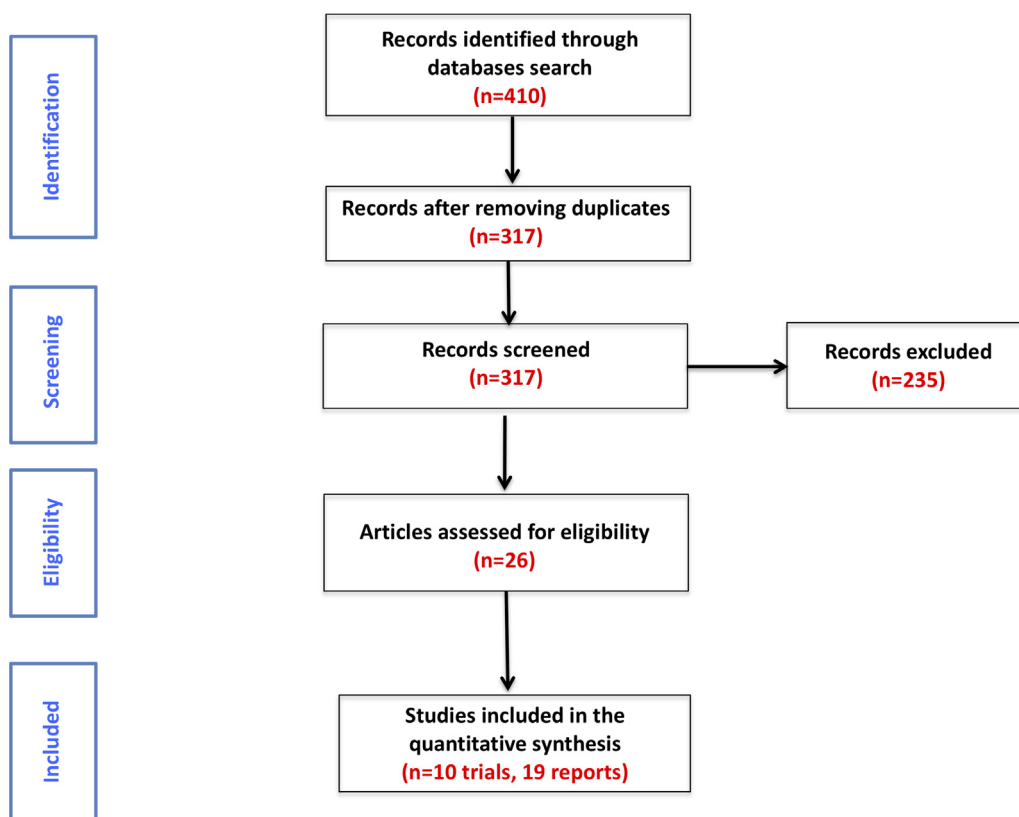 Identification
Records identified through
databases search
(n=410)
Records after removing duplicates
(n=317)
Screening
Records screened
(n=317)
Records excluded
(n=235)
Eligibility
Articles assessed for eligibility
(n=26)
Included
Studies included in the
quantitative synthesis
(n=10 trials, 19 reports)